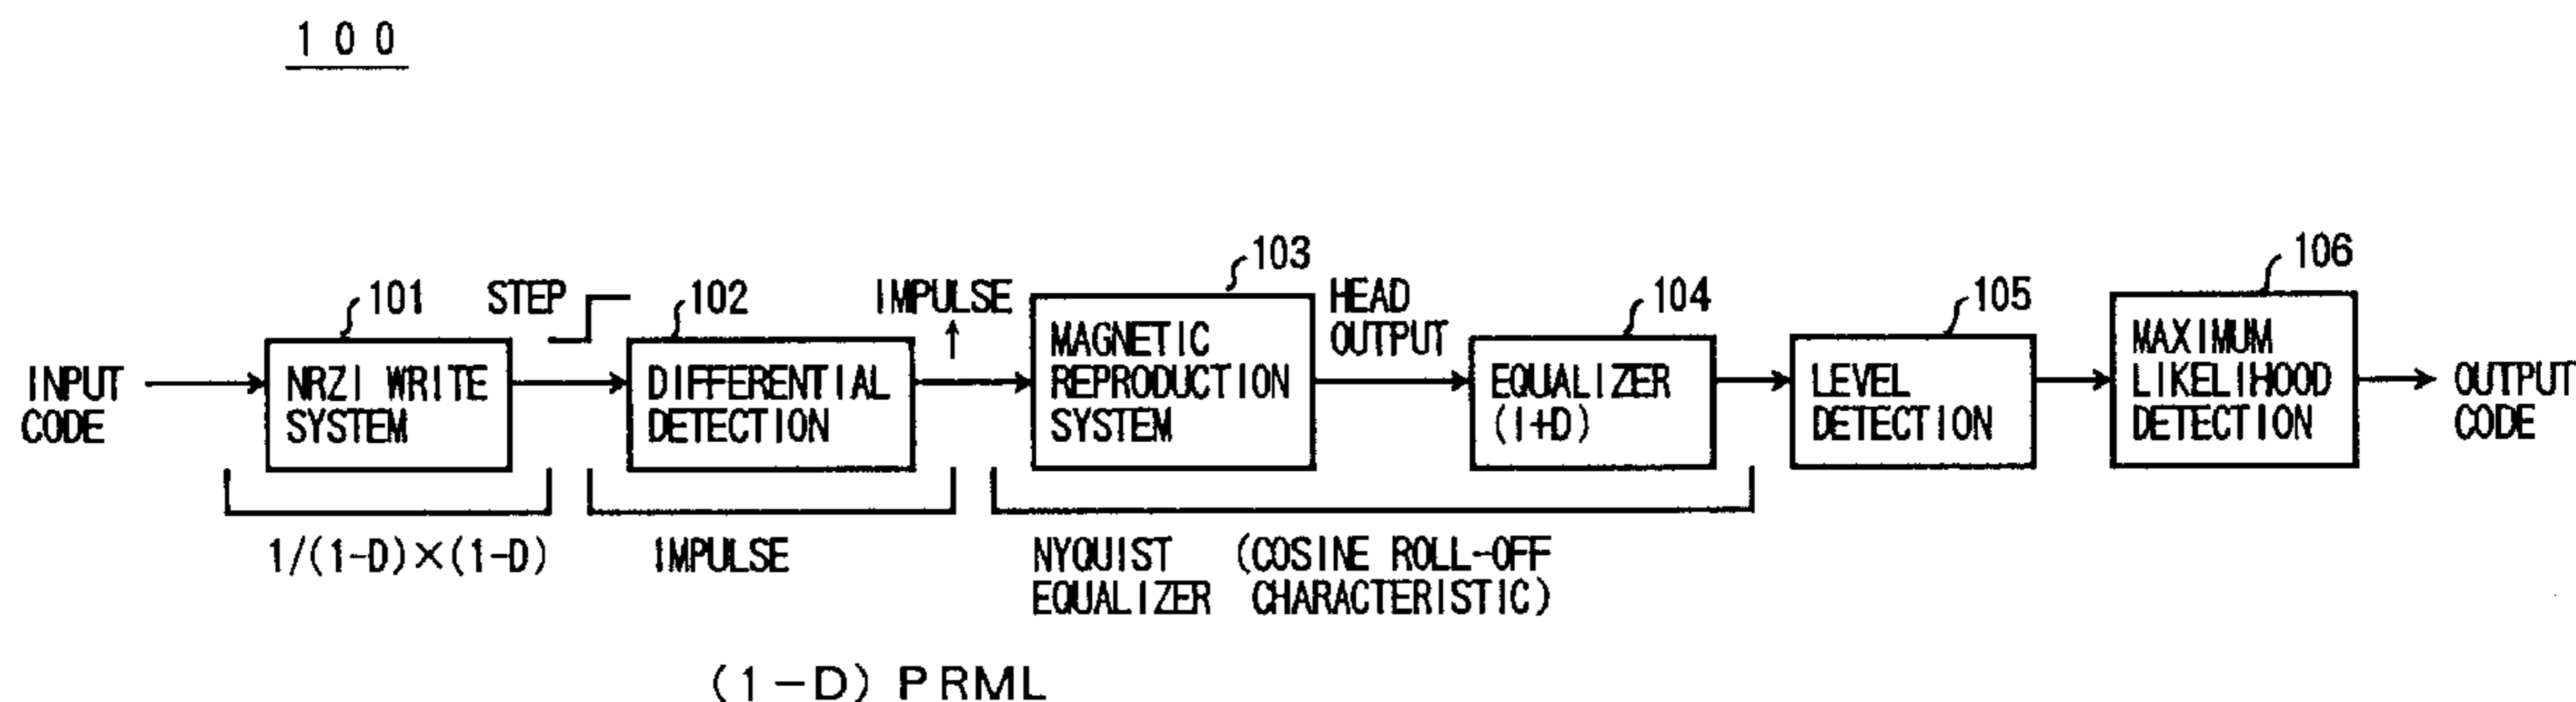 100
101
STEP
102
IMPULSE
103
HEAD
OUTPUT
104
105
106
INPUT
CODE
NRZI WRITE
SYSTEM
DIFFERENTIAL
DETECTION
MAGNETIC
REPRODUCTION
SYSTEM
EQUALIZER
(1+D)
LEVEL
DETECTION
MAXIMUM
LIKELIHOOD
DETECTION
OUTPUT
CODE
1/(1-D)×(1-D)
IMPULSE
NYQUIST (COSINE ROLL-OFF
EQUALIZER CHARACTERISTIC)
(1-D) PRML